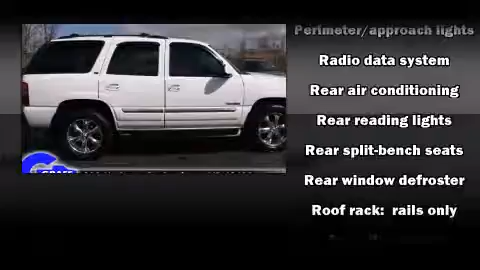 Perimeter/approach lights
Radio data system
Rear air conditioning
Rear reading lights
Rear split-bench seats
Rear window defroster
Roof rack: rails only